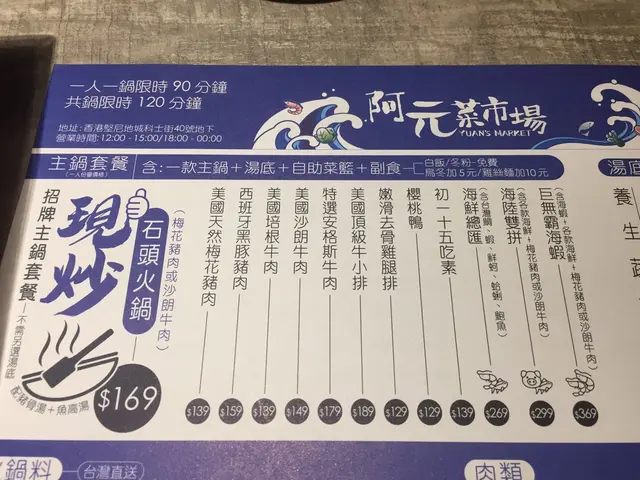 一人一鍋限時 90 分鐘
共鍋限時 120 分鐘
地址:香港堅尼地城科士街40號地下
營業時間:12:00 - 15:00/18:00 - 00:00
阿元菜市場
YUAN'S MARKET
主鍋套餐
(一人份量價格)
含:一款主鍋+湯底+自助菜籃+副食
白飯/冬粉-免費
烏冬加5元/雞絲麵加10元
湯底
養生蔬
巨無霸海蝦
(含海蝦+各款海鮮+梅花豬肉或沙朗牛肉)
$369
海陸雙拼
(含各款海鮮+梅花豬肉或沙朗牛肉)
$299
海鮮總匯
(含台灣鯛、蝦、鮮蚵、蛤蜊、鮑魚)
$269
初一十五吃素
$139
櫻桃鴨
$129
嫩滑去骨雞腿排
$129
美國頂級牛小排
$189
特選安格斯牛肉
$179
美國沙朗牛肉
$149
美國培根牛肉
$139
西班牙黑豚豬肉
$159
美國天然梅花豬肉
$139
(梅花豬肉或沙朗牛肉)
石頭火鍋
現炒
招牌主鍋套餐
不需另選湯底
配豬骨湯+魚高湯
$169
火鍋料
台灣直送
肉類